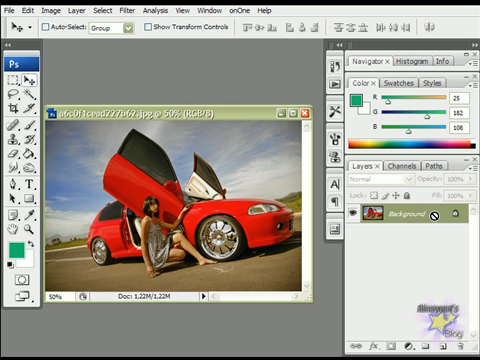 File Edit Image Layer Select Filter Analysis View Window onOne Help
Auto-Select: Group Show Transform Controls
Ps
Navigator × Histogram Info
Color × Swatches Styles
R 25
G 182
B 108
Layers × Channels Paths
Normal Opacity: 100%
Lock: Fill: 100%
Background
@ 50% (RGB/8)
50% Doc: 1.22M/1.22M
Blog